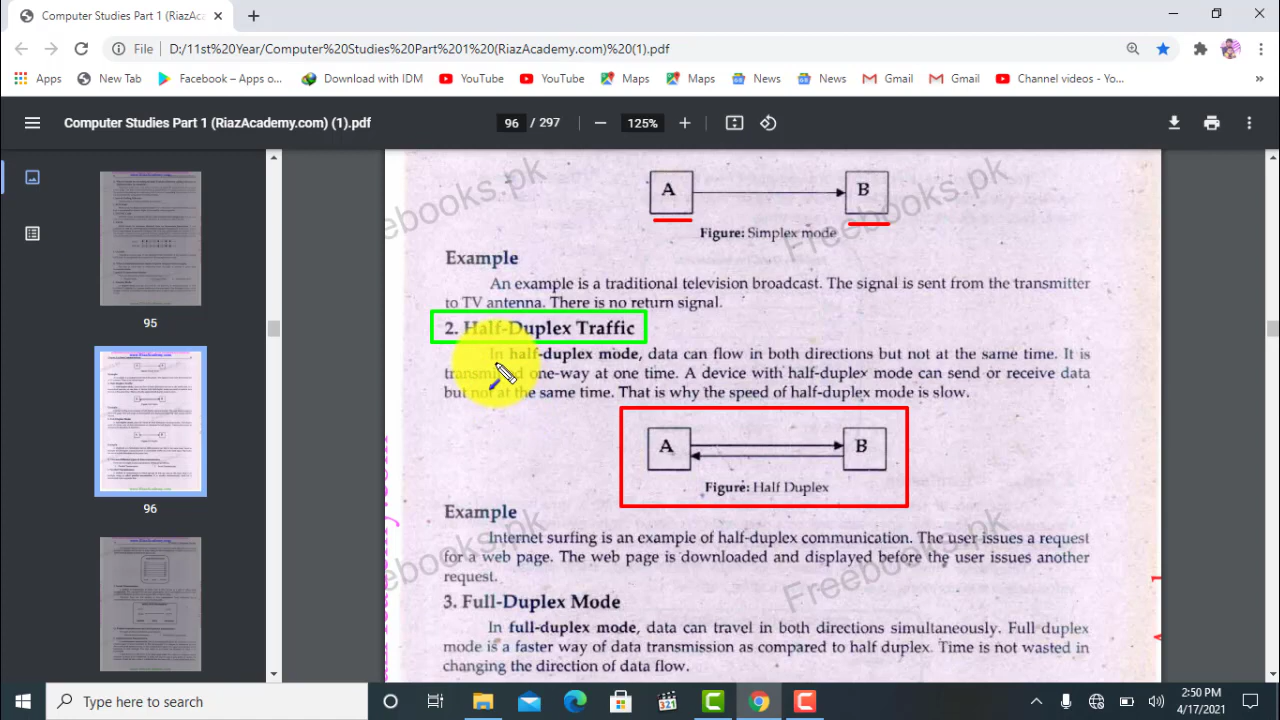 Computer Studies Part 1 (RiazAca
File D:/11st%20Year/Computer%20Studies%20Part%201%20(RiazAcademy.com)%20(1).pdf
Apps New Tab Facebook – Apps o... Download with IDM YouTube YouTube Maps Maps News News Gmail Gmail Channel videos - Yo... »
Computer Studies Part 1 (RiazAcademy.com) (1).pdf 96 / 297 125%
95
96
A B
Figure: Simplex mode
Example
An example is a traditional television broadcast. The signal is sent from the transmitter
to TV antenna. There is no return signal.
2. Half-Duplex Traffic
In half-duplex mode, data can flow in both directions but not at the same time. It is
transmitted one way at one time. A device with half-duplex mode can send or receive data
but not at the same time. That is why the speed of half-duplex mode is slow.
A B
Figure: Half Duplex
Example
Internet surfing is an example of half-duplex communication. The user issues a request
for a web page. The web page is downloaded and displayed before the user issues another
request.
3. Full-Duplex Mode
In full-duplex mode, data can travel in both directions simultaneously. Full duplex
mode is a faster way of data transmission as compared to half duplex. Time is not wasted in
changing the direction of data flow.
Type here to search
2:50 PM
4/17/2021